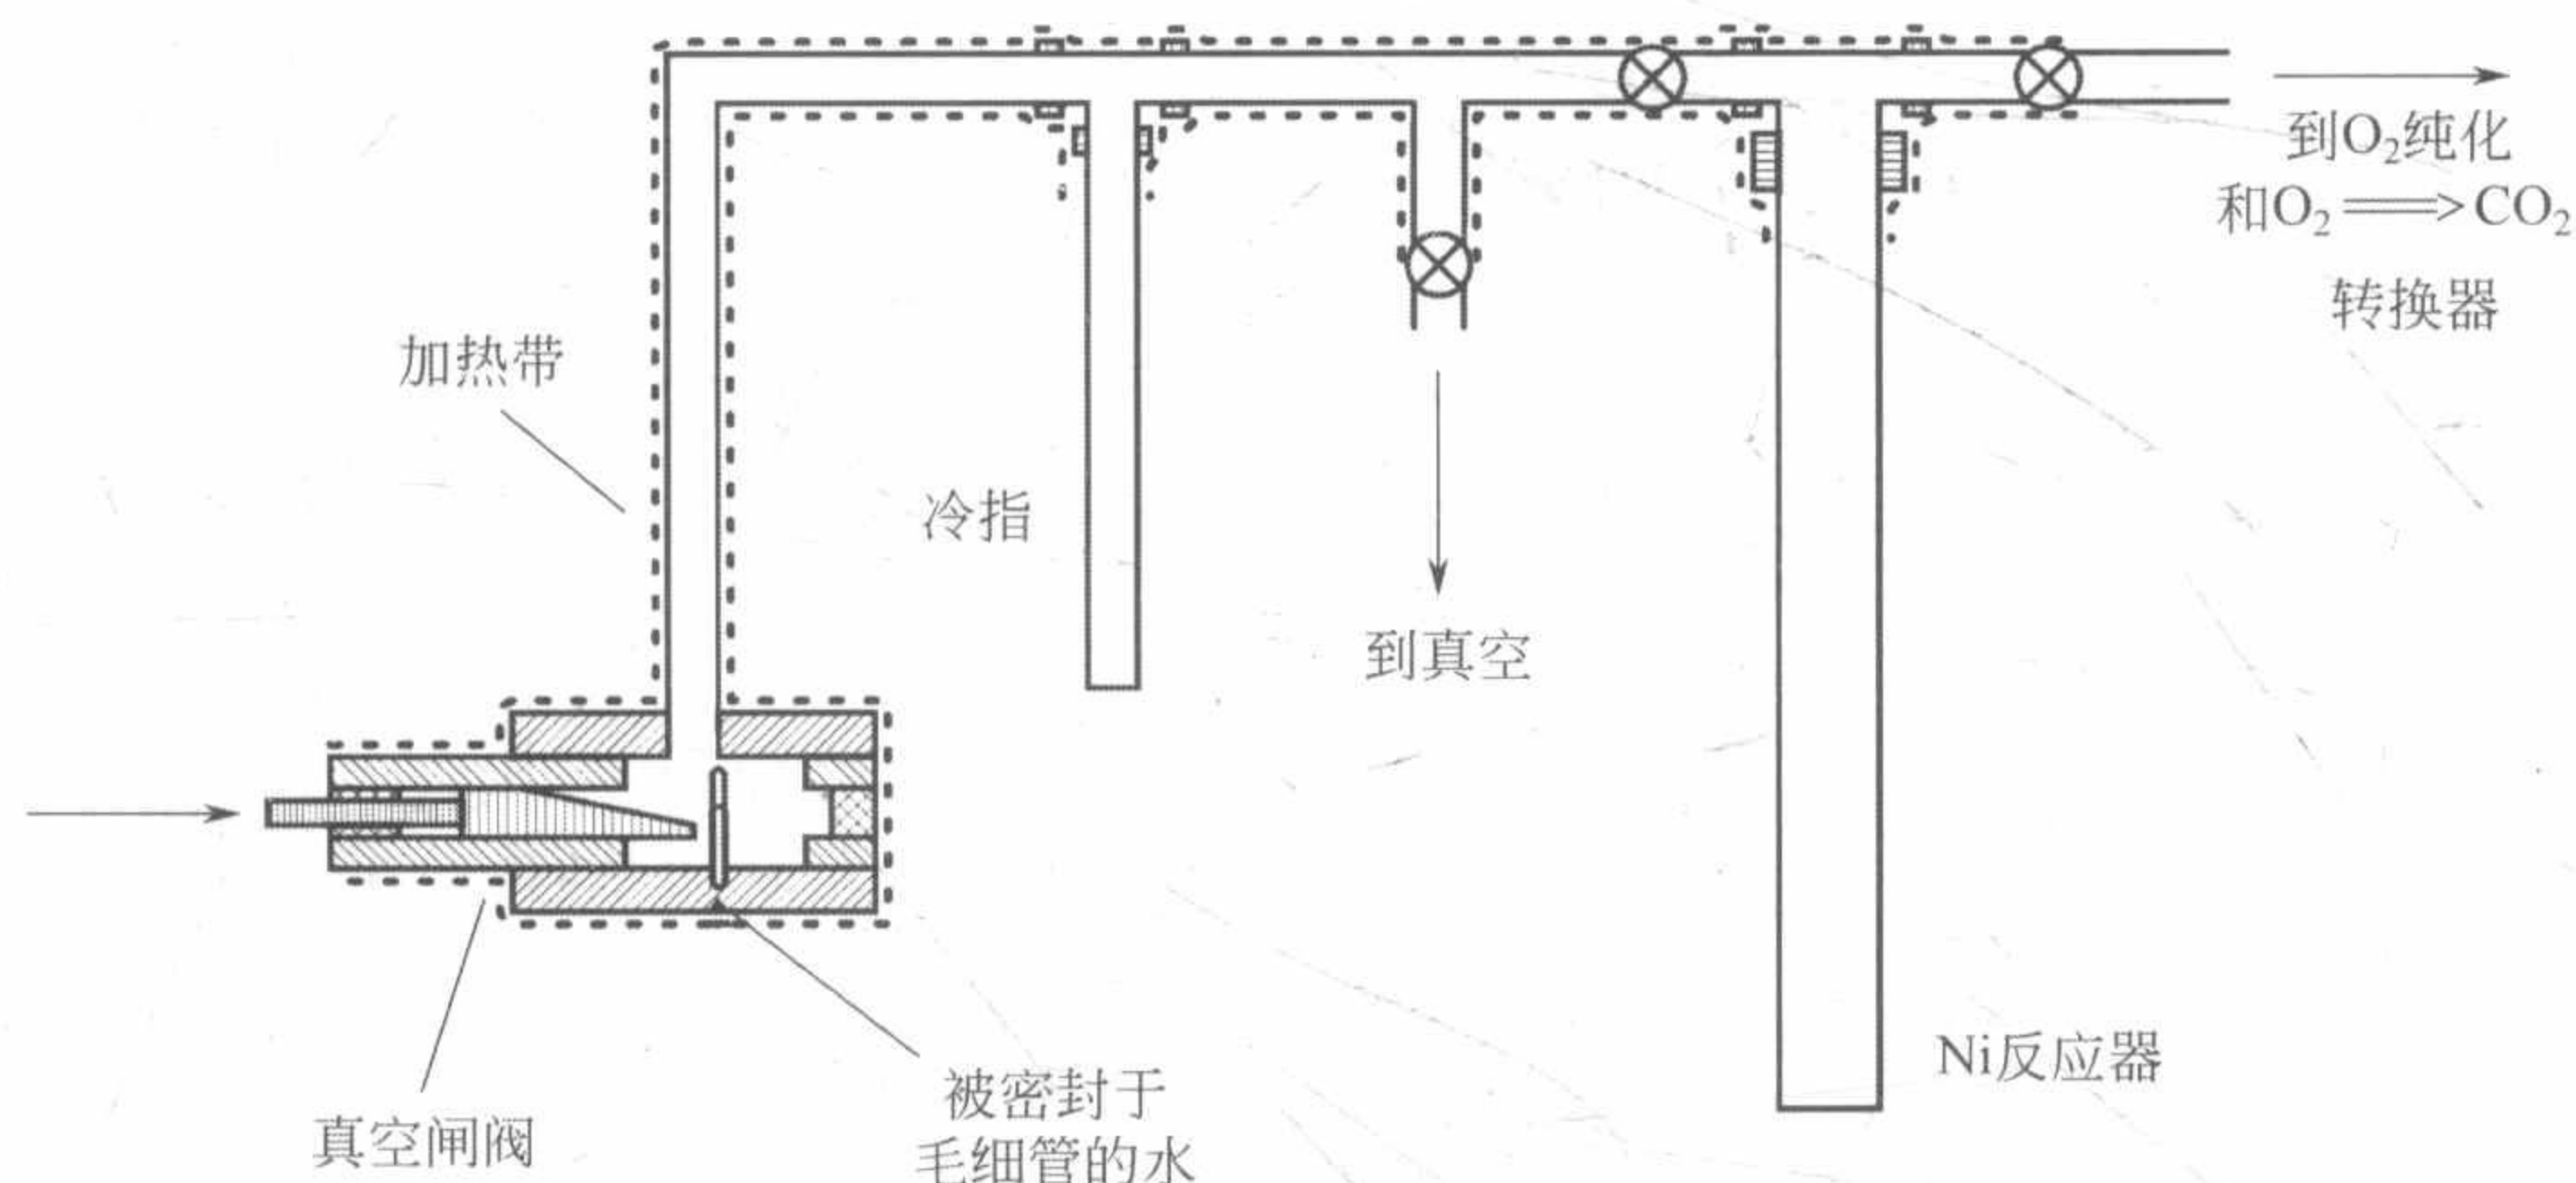 到O₂纯化
和O₂══>CO₂
转换器
加热带
冷指
到真空
Ni反应器
真空闸阀
被密封于
毛细管的水